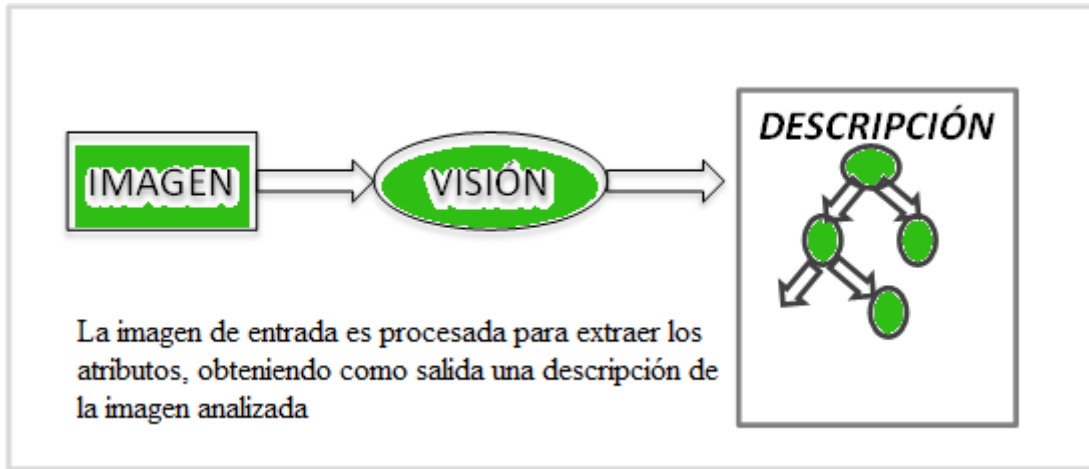 IMAGEN
VISIÓN
DESCRIPCIÓN
La imagen de entrada es procesada para extraer los
atributos, obteniendo como salida una descripción de
la imagen analizada